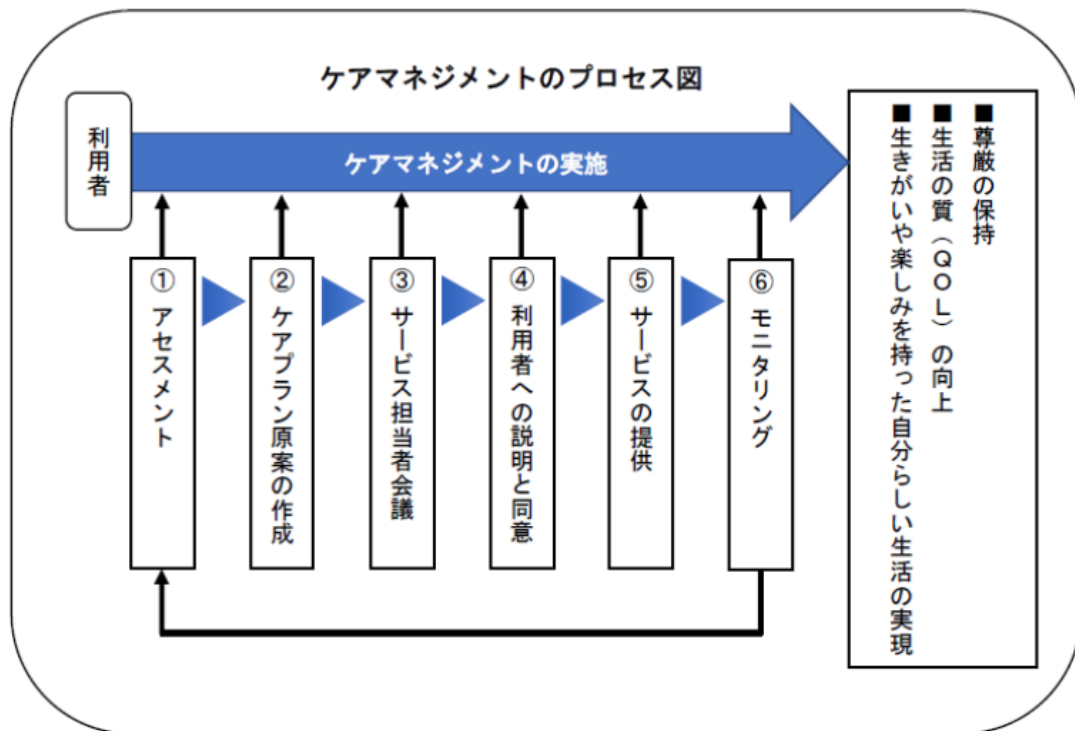 ケアマネジメントのプロセス図
利用者
ケアマネジメントの実施
① アセスメント
② ケアプラン原案の作成
③ サービス担当者会議
④ 利用者への説明と同意
⑤ サービスの提供
⑥ モニタリング
■尊厳の保持
■生活の質（ＱＯＬ）の向上
■生きがいや楽しみを持った自分らしい生活の実現